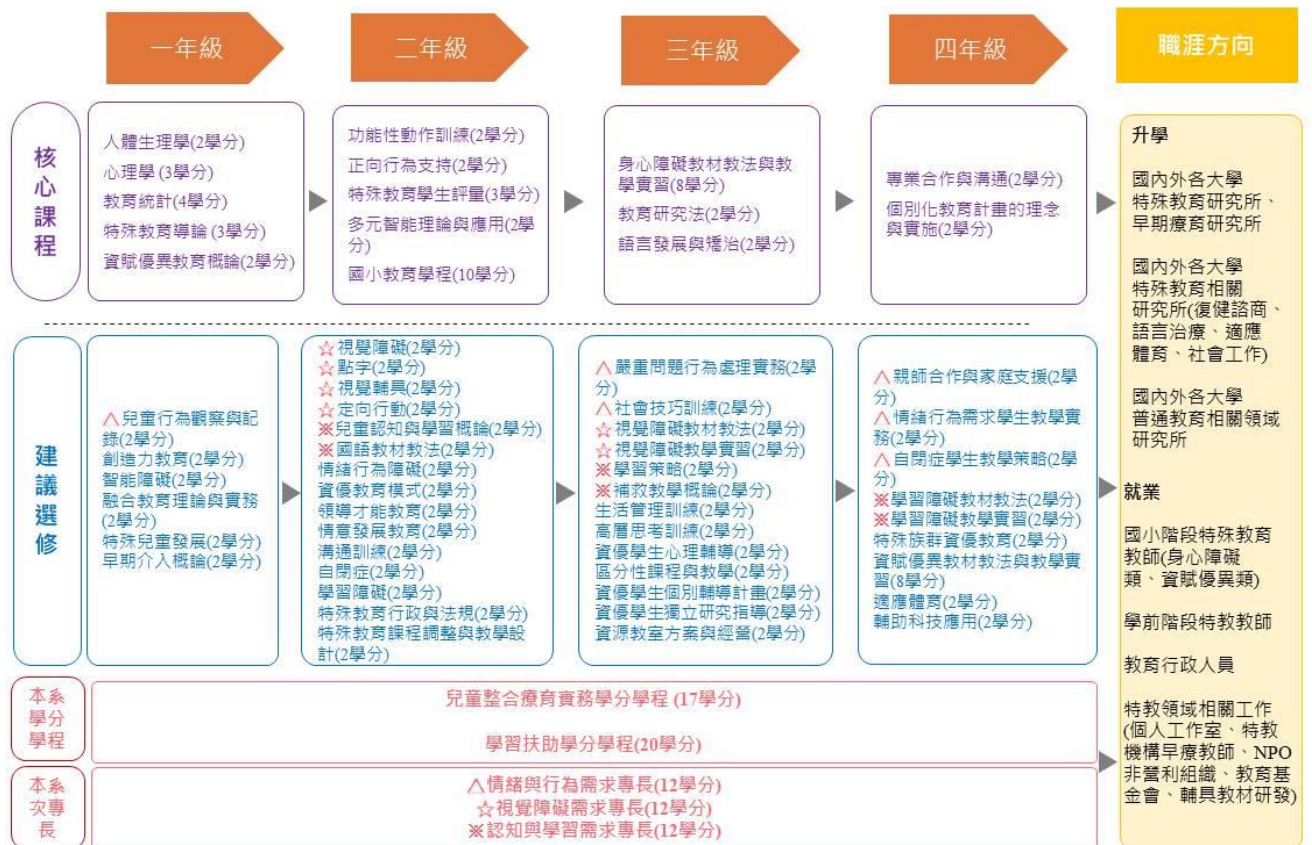 一年級
二年級
三年級
四年級
職涯方向
核心課程
人體生理學(2學分)
心理學 (3學分)
教育統計(4學分)
特殊教育導論 (3學分)
資賦優異教育概論(2學分)
功能性動作訓練(2學分)
正向行為支持(2學分)
特殊教育學生評量(3學分)
多元智能理論與應用(2學
分)
國小教育學程(10學分)
身心障礙教材教法與教
學實習(8學分)
教育研究法(2學分)
語言發展與矯治(2學分)
專業合作與溝通(2學分)
個別化教育計畫的理念
與實施(2學分)
建議選修
△兒童行為觀察與記
錄(2學分)
創造力教育(2學分)
智能障礙(2學分)
融合教育理論與實務
(2學分)
特殊兒童發展(2學分)
早期介入概論(2學分)
☆視覺障礙(2學分)
☆點字(2學分)
☆視覺輔具(2學分)
☆定向行動(2學分)
※兒童認知與學習概論(2學分)
※國語教材教法(2學分)
情緒行為障礙(2學分)
資優教育模式(2學分)
領導才能教育(2學分)
情意發展教育(2學分)
溝通訓練(2學分)
自閉症(2學分)
學習障礙(2學分)
特殊教育行政與法規(2學分)
特殊教育課程調整與教學設
計(2學分)
△嚴重問題行為處理實務(2學
分)
△社會技巧訓練(2學分)
☆視覺障礙教材教法(2學分)
☆視覺障礙教學實習(2學分)
※學習策略(2學分)
※補救教學概論(2學分)
生活管理訓練(2學分)
高層思考訓練(2學分)
資優學生心理輔導(2學分)
區分性課程與教學(2學分)
資優學生個別輔導計畫(2學分)
資優學生獨立研究指導(2學分)
資源教室方案與經營(2學分)
△親師合作與家庭支援(2學
分)
△情緒行為需求學生教學實
務(2學分)
△自閉症學生教學策略(2學
分)
※學習障礙教材教法(2學分)
※學習障礙教學實習(2學分)
特殊族群資優教育(2學分)
資賦優異教材教法與教學實
習(8學分)
適應體育(2學分)
輔助科技應用(2學分)
本系
學分
學程
兒童整合療育實務學分學程 (17學分)
學習扶助學分學程(20學分)
本系
次專
長
△情緒與行為需求專長(12學分)
☆視覺障礙需求專長(12學分)
※認知與學習需求專長(12學分)
升學
國內外各大學
特殊教育研究所、
早期療育研究所
國內外各大學
特殊教育相關
研究所(復健諮商、
語言治療、適應
體育、社會工作)
國內外各大學
普通教育相關領域
研究所
就業
國小階段特殊教育
教師(身心障礙
類、資賦優異類)
學前階段特教教師
教育行政人員
特教領域相關工作
(個人工作室、特教
機構早療教師、NPO
非營利組織、教育基
金會、輔具教材研發)